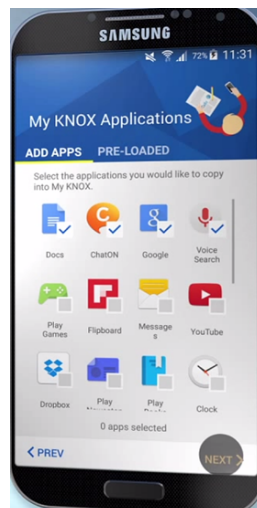 SAMSUNG
72% 11:31
My KNOX Applications
ADD APPS PRE-LOADED
Select the applications you would like to copy
into My KNOX.
Docs ChatON Google Voice
Search
Play
Games Flipboard Message
s YouTube
Dropbox Play Play Clock
0 apps selected
PREV NEXT